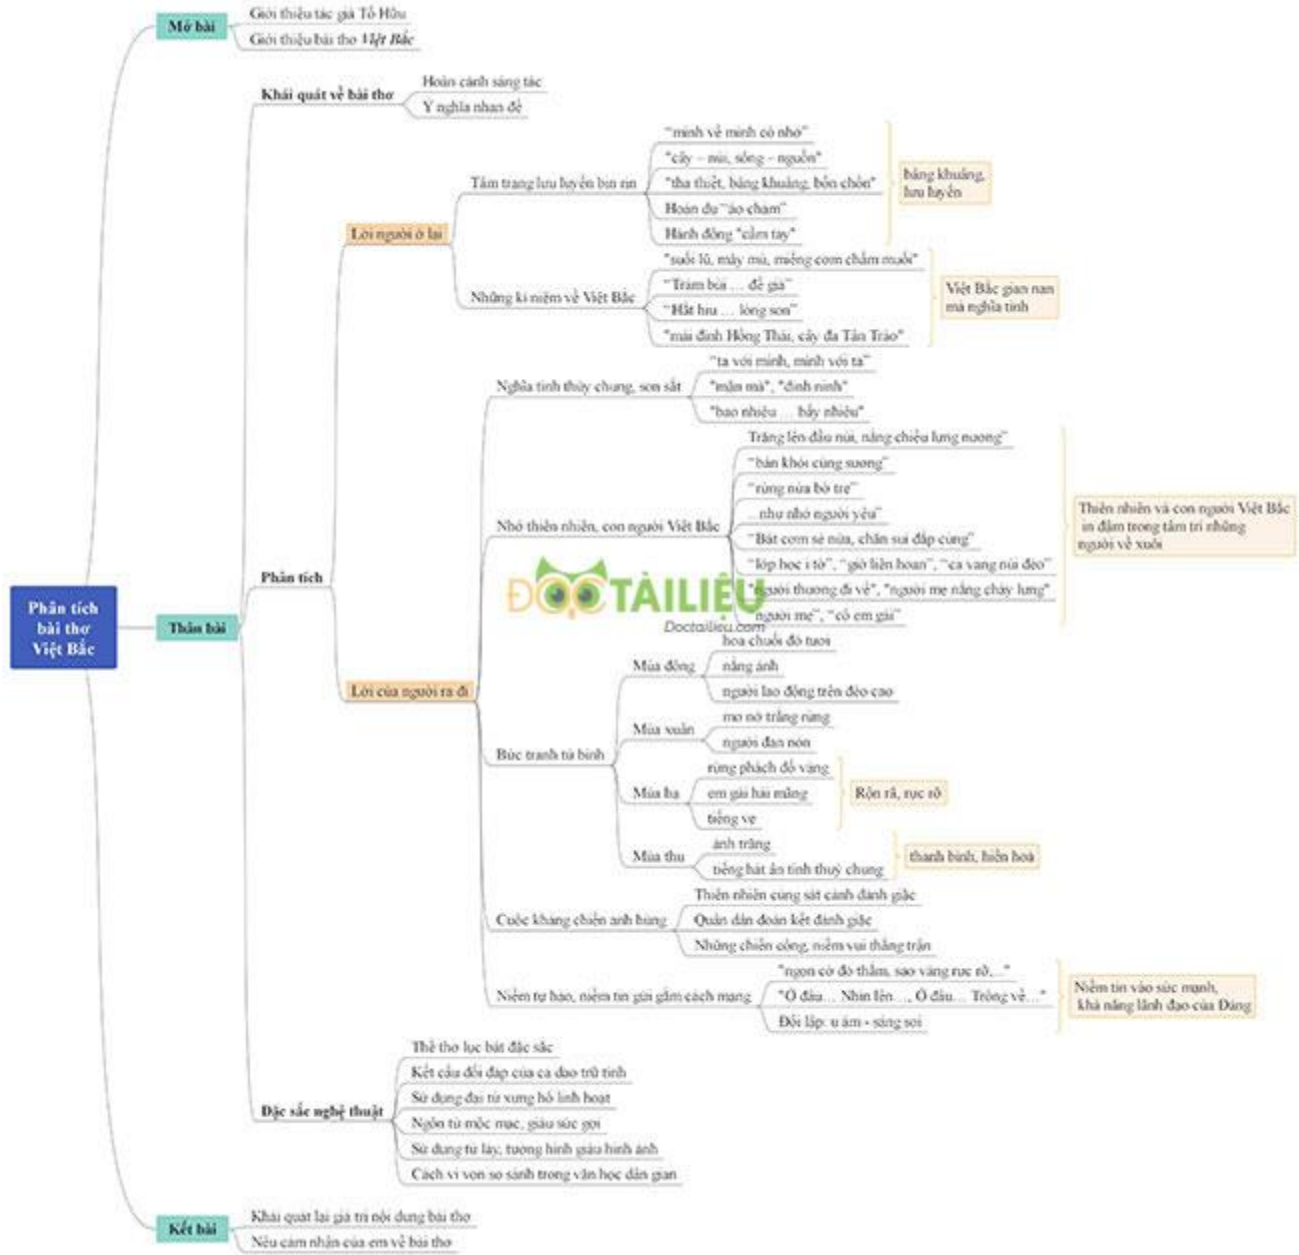 Mở bài
Giới thiệu tác giả Tố Hữu
Giới thiệu bài thơ Việt Bắc
Khái quát về bài thơ
Hoàn cảnh sáng tác
Ý nghĩa nhan đề
"mình về mình có nhớ"
"cây – núi, sông – nguồn"
Tâm trạng lưu luyến bịn rịn
"tha thiết, bâng khuâng, bồn chồn"
bâng khuâng,
lưu luyến
Hoán dụ "áo chàm"
Lời người ở lại
Hành động "cầm tay"
"suối lũ, mây mù, miếng cơm chấm muối"
"Trám bùi ... để già"
Những kỉ niệm về Việt Bắc
Việt Bắc gian nan
mà nghĩa tình
"Hắt hiu ... lòng son"
"mái đình Hồng Thái, cây đa Tân Trào"
"ta với mình, mình với ta"
Nghĩa tình thủy chung, son sắt
"mặn mà", "đinh ninh"
"bao nhiêu ... bấy nhiêu"
Trăng lên đầu núi, nắng chiều lưng nương"
"bản khói cùng sương"
"rừng nứa bờ tre"
...như nhớ người yêu"
Nhớ thiên nhiên, con người Việt Bắc
Thiên nhiên và con người Việt Bắc
in đậm trong tâm trí những
người về xuôi
"Bát cơm sẻ nửa, chăn sui đắp cùng"
"lớp học i tờ", "giờ liên hoan", "ca vang núi đèo"
Phân tích
"người thương đi về", "người mẹ nắng cháy lưng"
"người mẹ", "cô em gái"
ĐỌCTÀILIỆU
Doctailieu.com
Phân tích
bài thơ
Việt Bắc
Thân bài
Lời của người ra đi
Bức tranh tứ bình
Mùa đông
hoa chuối đỏ tươi
nắng ánh
người lao động trên đèo cao
Mùa xuân
mơ nở trắng rừng
người đan nón
Mùa hạ
rừng phách đổ vàng
em gái hái măng
tiếng ve
Rộn rã, rực rỡ
Mùa thu
ánh trăng
tiếng hát ân tình thuỷ chung
thanh bình, hiền hoà
Cuộc kháng chiến anh hùng
Thiên nhiên cùng sát cánh đánh giặc
Quân dân đoàn kết đánh giặc
Những chiến công, niềm vui thắng trận
Niềm tự hào, niềm tin gửi gắm cách mạng
"ngọn cờ đỏ thắm, sao vàng rực rỡ..."
"Ở đâu... Nhìn lên..., Ở đâu... Trông về..."
Đối lập: u ám - sáng soi
Niềm tin vào sức mạnh,
khả năng lãnh đạo của Đảng
Đặc sắc nghệ thuật
Thể thơ lục bát đặc sắc
Kết cấu đối đáp của ca dao trữ tình
Sử dụng đại từ xưng hô linh hoạt
Ngôn từ mộc mạc, giàu sức gợi
Sử dụng từ láy, tượng hình giàu hình ảnh
Cách ví von so sánh trong văn học dân gian
Kết bài
Khái quát lại giá trị nội dung bài thơ
Nêu cảm nhận của em về bài thơ